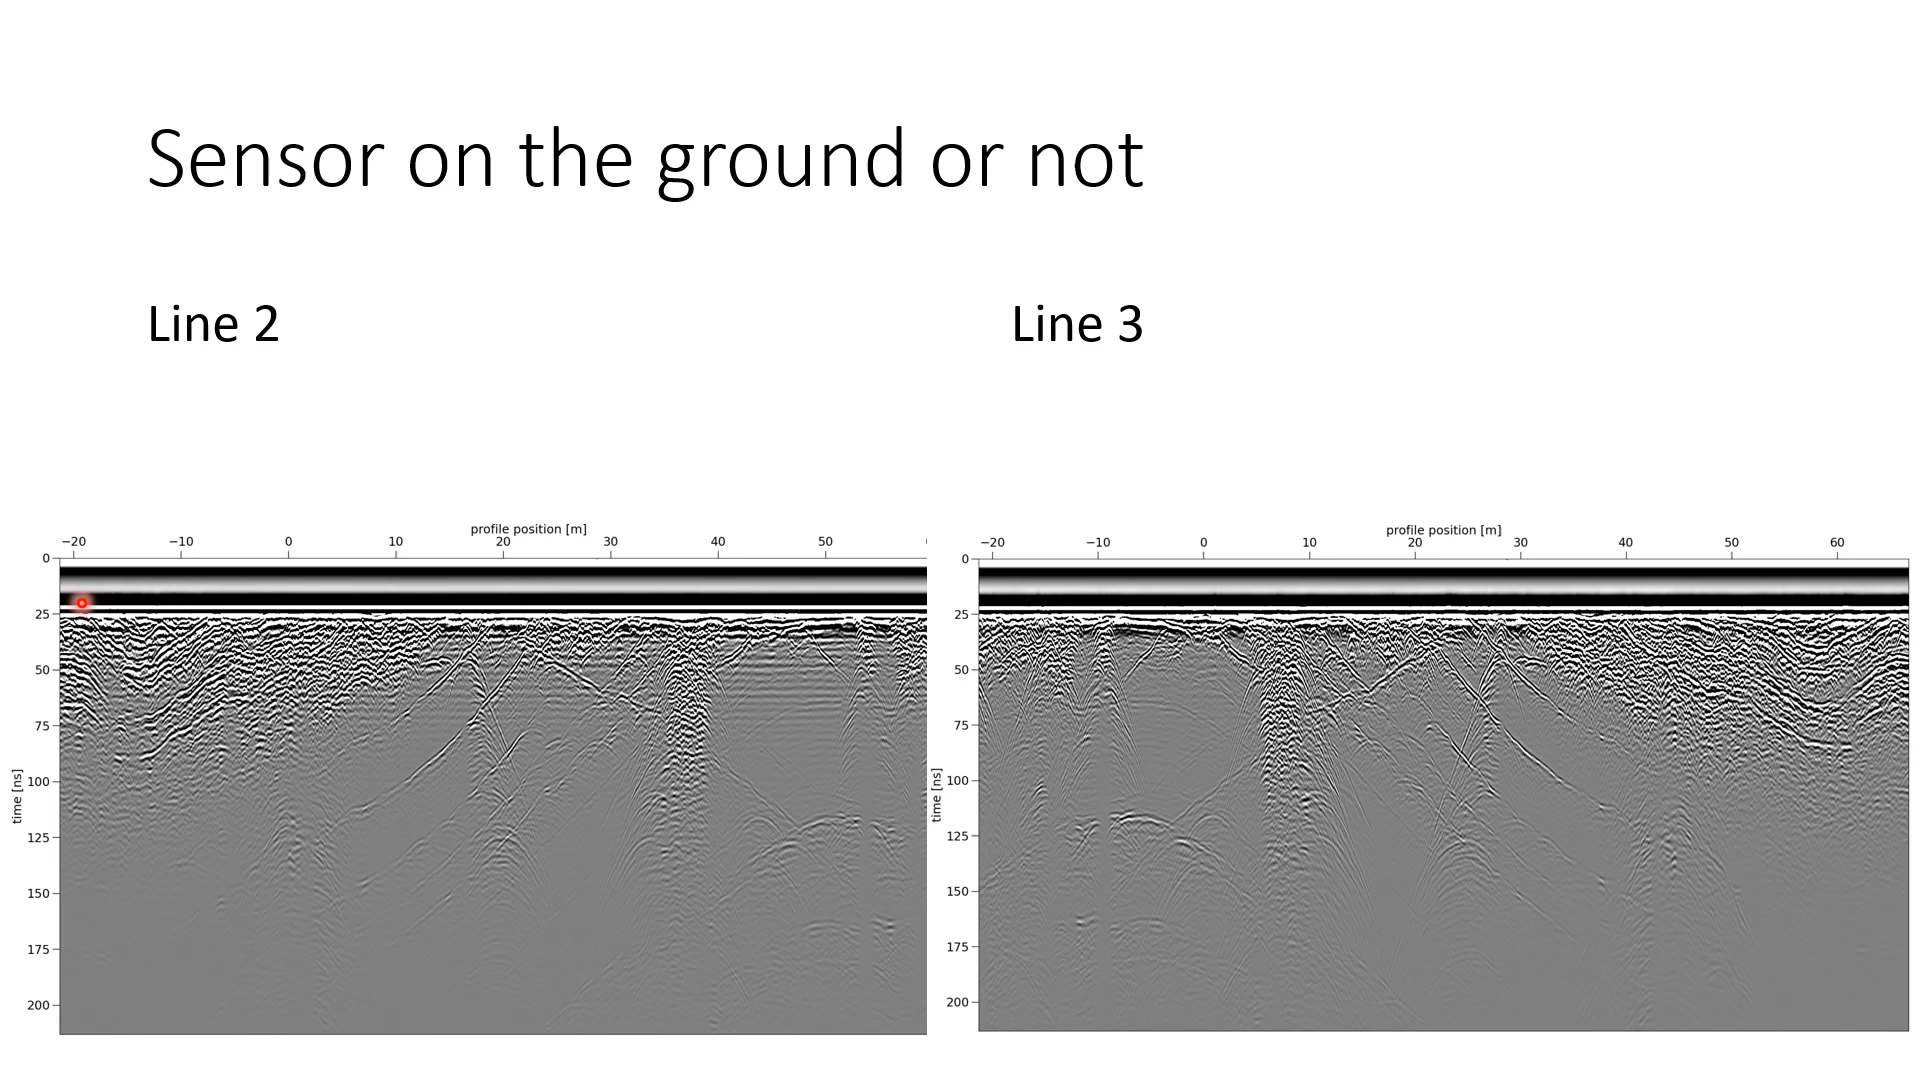 Sensor on the ground or not
Line 2
Line 3
profile position [m]
−20 −10 0 10 20 30 40 50
0
25
50
75
100
125
150
175
200
time [ns]
profile position [m]
−20 −10 0 10 20 30 40 50 60
0
25
50
75
100
125
150
175
200
time [ns]